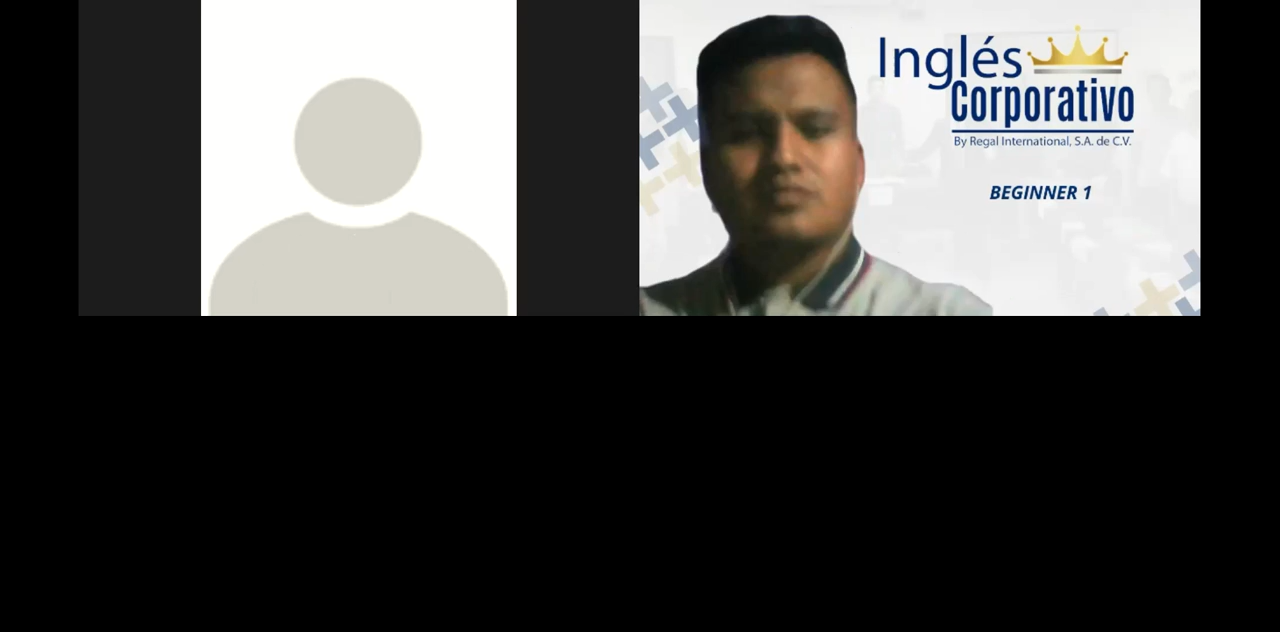 Inglés
Corporativo
By Regal International, S.A. de C.V.
BEGINNER 1